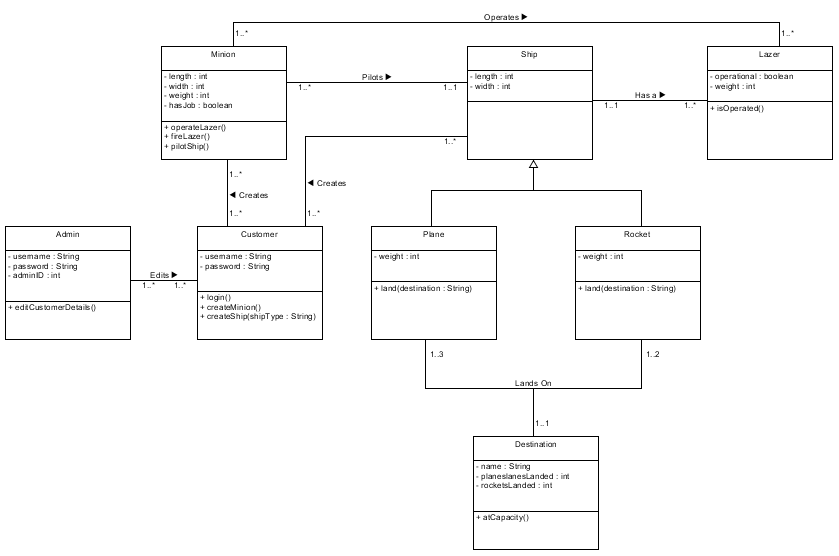 Operates ►
1..*
1..*
Minion
- length : int
- width : int
- weight : int
- hasJob : boolean
+ operateLazer()
+ fireLazer()
+ pilotShip()
Pilots ►
1..*
1..1
Ship
- length : int
- width : int
Has a ►
1..1
1..*
Lazer
- operational : boolean
- weight : int
+ isOperated()
1..*
◄ Creates
1..*
1..*
◄ Creates
1..*
Admin
- username : String
- password : String
- adminID : int
+ editCustomerDetails()
Edits ►
1..*
1..*
Customer
- username : String
- password : String
+ login()
+ createMinion()
+ createShip(shipType : String)
Plane
- weight : int
+ land(destination : String)
Rocket
- weight : int
+ land(destination : String)
1..3
1..2
Lands On
1..1
Destination
- name : String
- planeslanesLanded : int
- rocketsLanded : int
+ atCapacity()